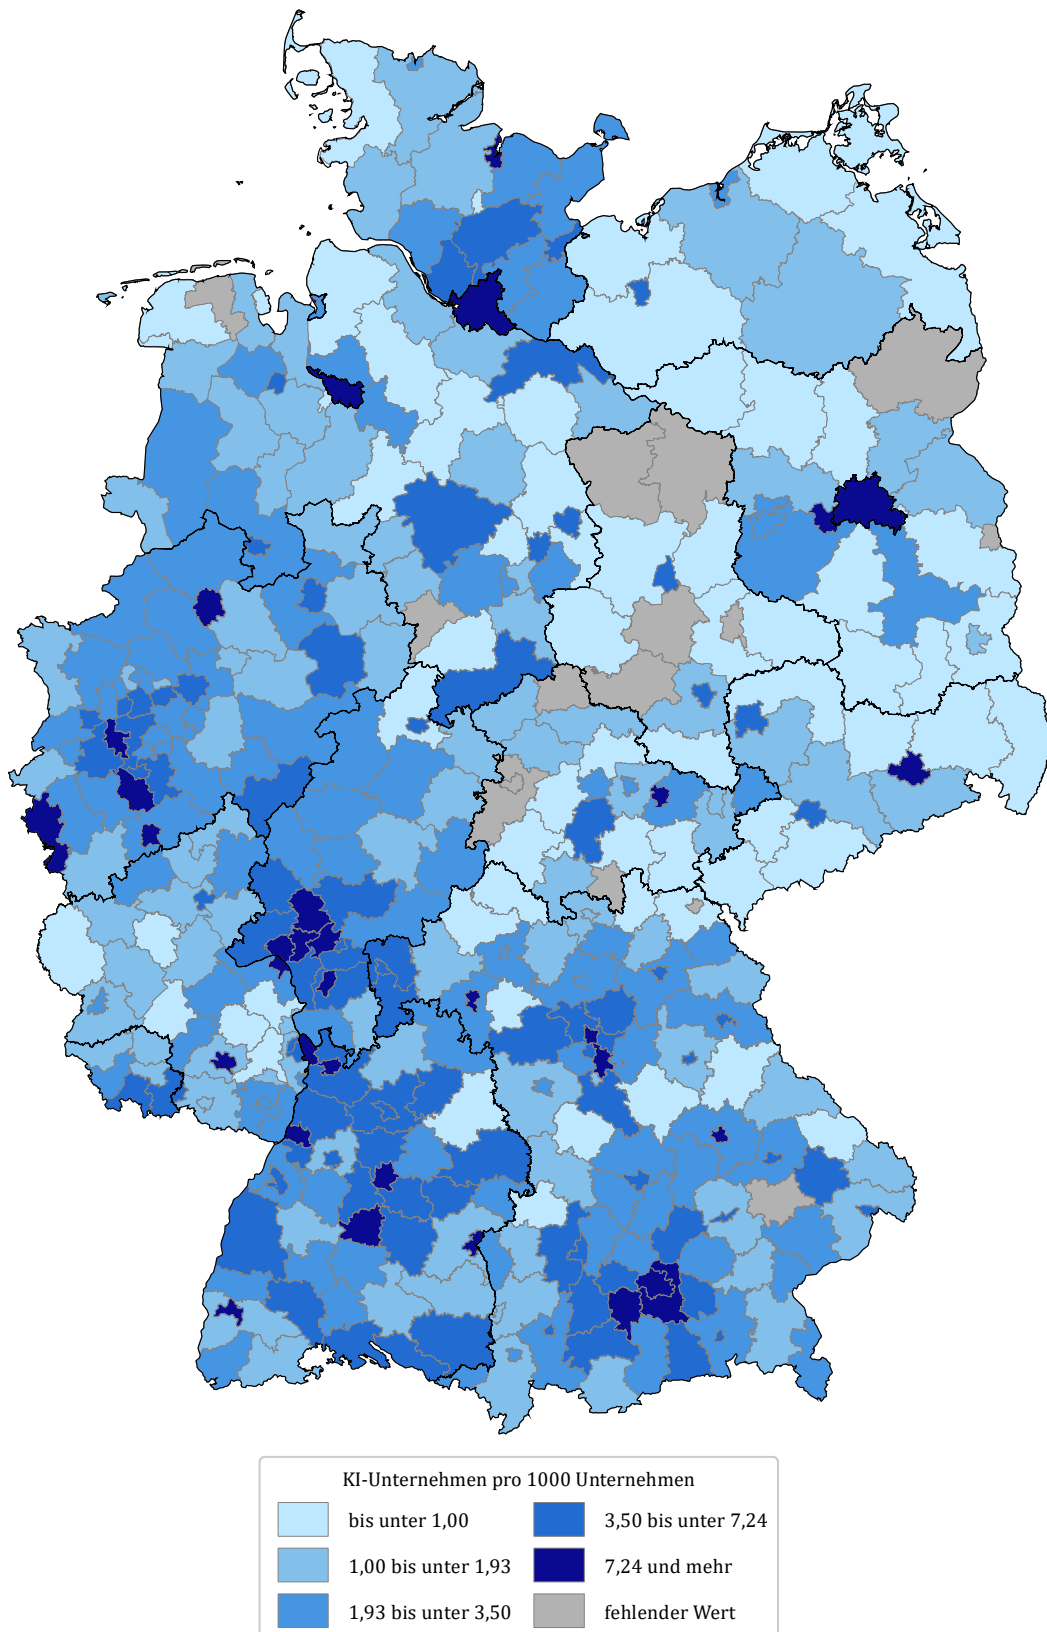 KI-Unternehmen pro 1000 Unternehmen
bis unter 1,00
1,00 bis unter 1,93
1,93 bis unter 3,50
3,50 bis unter 7,24
7,24 und mehr
fehlender Wert